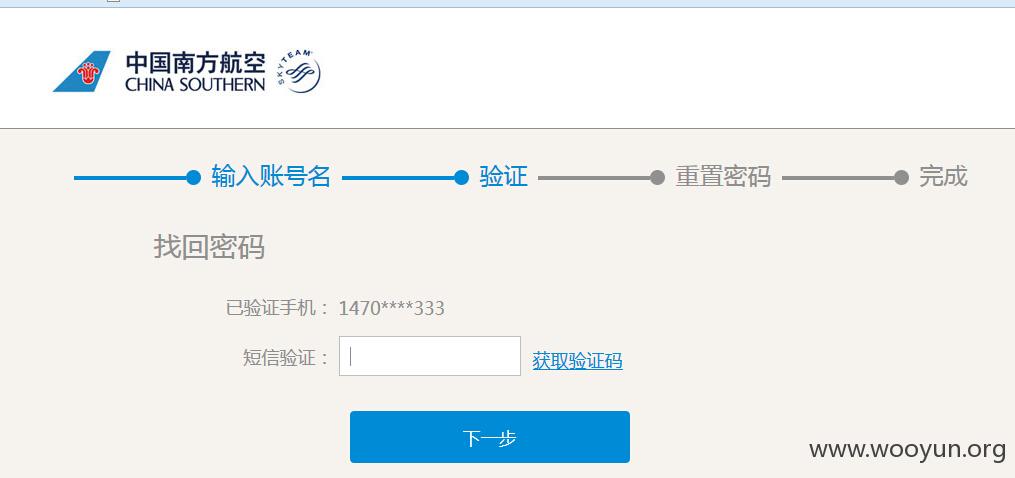 中国南方航空
CHINA SOUTHERN
SKYTEAM
输入账号名 验证 重置密码 完成
找回密码
已验证手机： 1470****333
短信验证： 获取验证码
下一步
www.wooyun.org